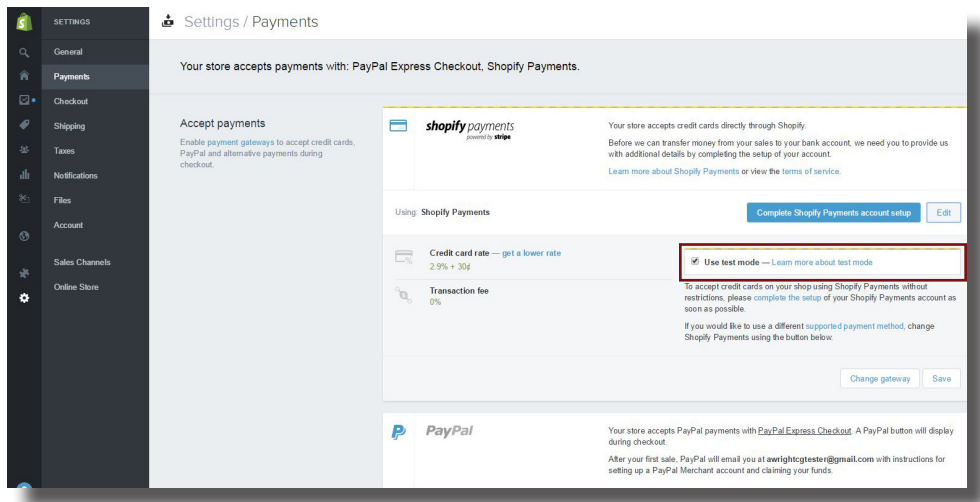 SETTINGS
Settings / Payments
General
Payments
Checkout
Shipping
Taxes
Notifications
Files
Account
Sales Channels
Online Store
Your store accepts payments with: PayPal Express Checkout, Shopify Payments.
Accept payments
Enable payment gateways to accept credit cards,
PayPal and alternative payments during
checkout.
shopify payments
powered by stripe
Your store accepts credit cards directly through Shopify.
Before we can transfer money from your sales to your bank account, we need you to provide us
with additional details by completing the setup of your account.
Learn more about Shopify Payments or view the terms of service.
Using: Shopify Payments
Complete Shopify Payments account setup
Edit
Credit card rate — get a lower rate
2.9% + 30¢
Transaction fee
0%
Use test mode — Learn more about test mode
To accept credit cards on your shop using Shopify Payments without
restrictions, please complete the setup of your Shopify Payments account as
soon as possible.
If you would like to use a different supported payment method, change
Shopify Payments using the button below.
Change gateway
Save
PayPal
Your store accepts PayPal payments with PayPal Express Checkout. A PayPal button will display
during checkout.
After your first sale, PayPal will email you at awrightcgtester@gmail.com with instructions for
setting up a PayPal Merchant account and claiming your funds.